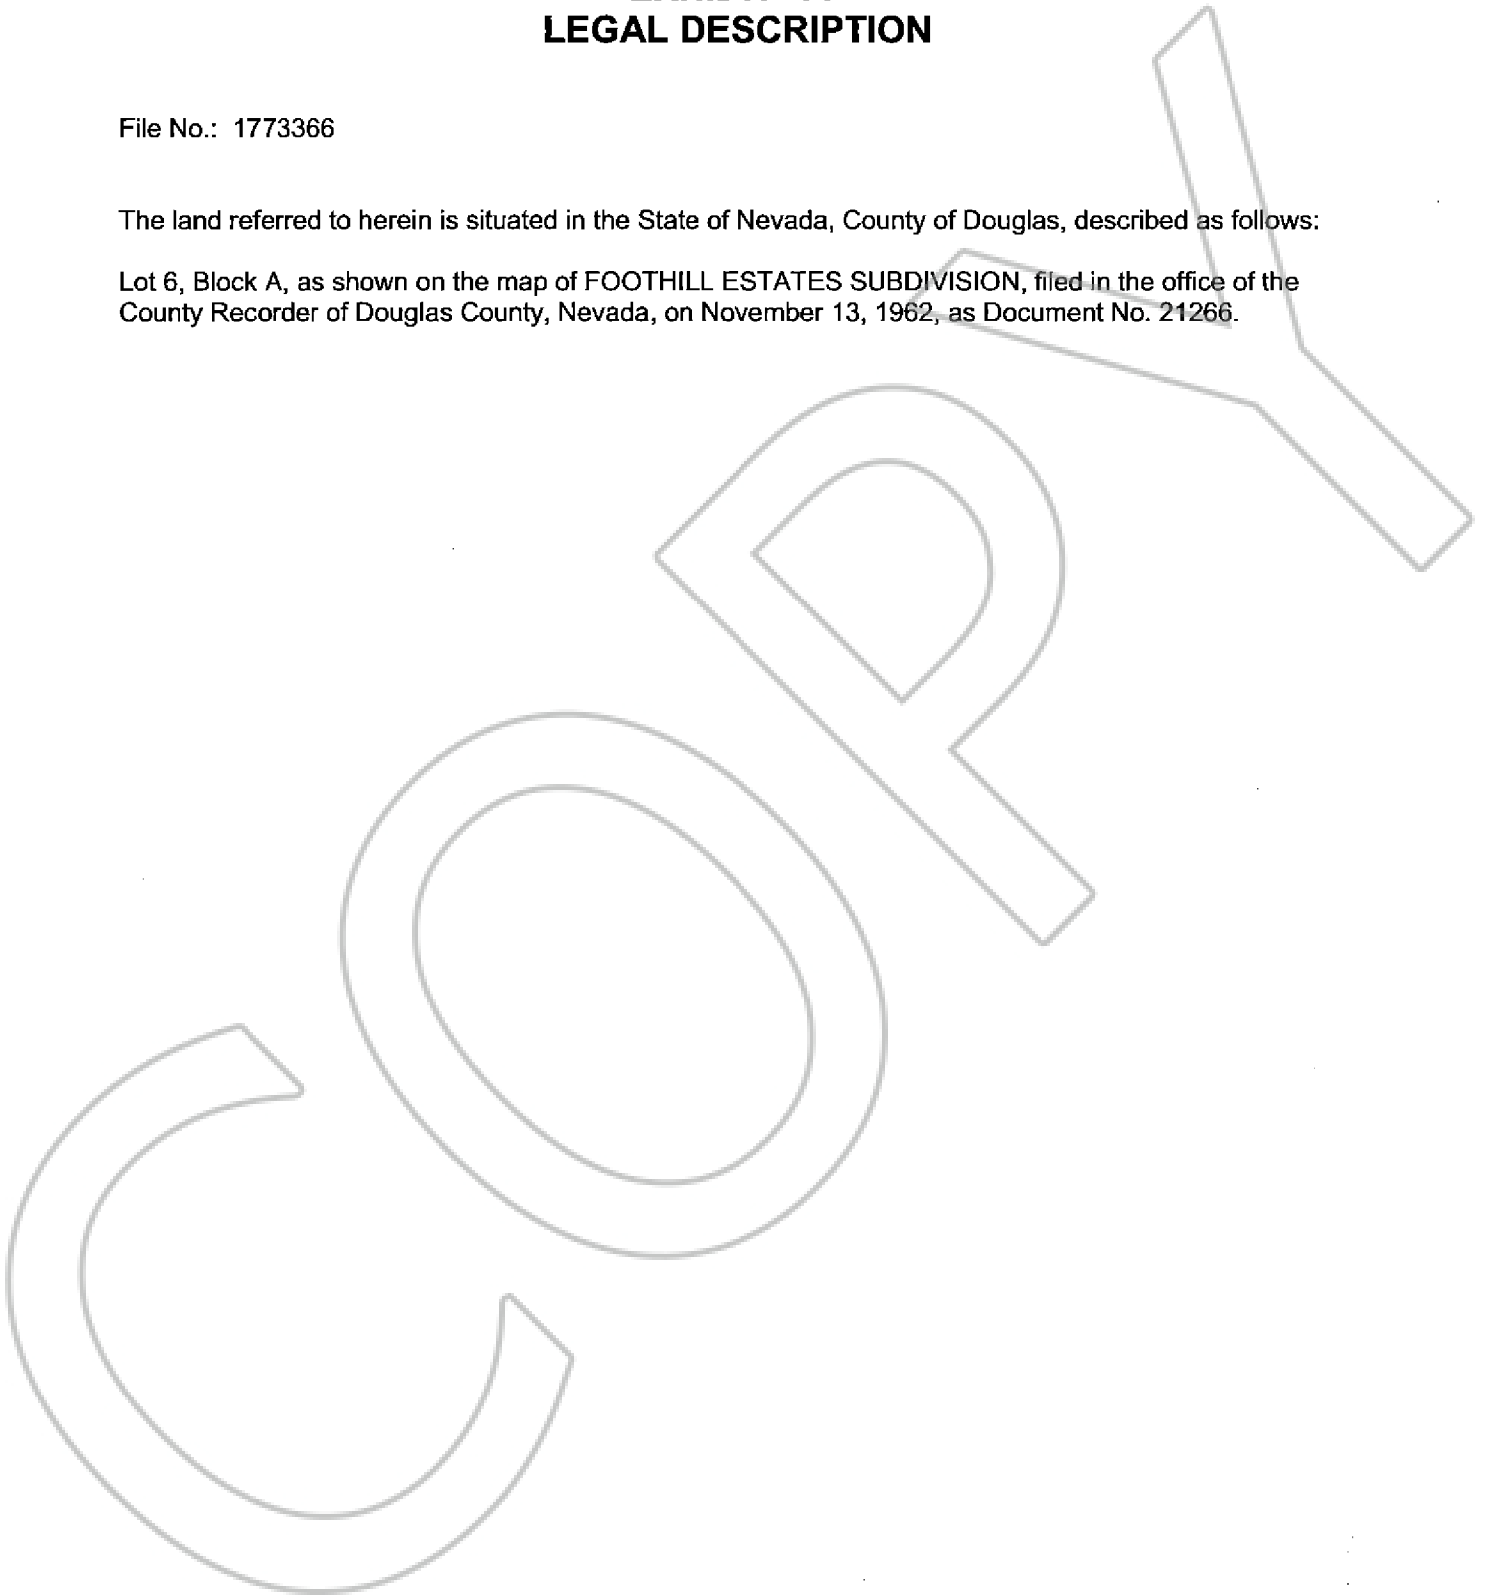 LEGAL DESCRIPTION
File No.: 1773366
The land referred to herein is situated in the State of Nevada, County of Douglas, described as follows:
Lot 6, Block A, as shown on the map of FOOTHILL ESTATES SUBDIVISION, filed in the office of the
County Recorder of Douglas County, Nevada, on November 13, 1962, as Document No. 21266.
COPY